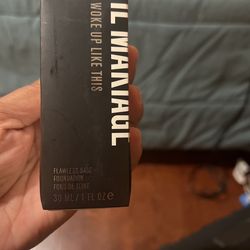 IL MAKIAGE
WOKE UP LIKE THIS
FLAWLESS BASE
FOUNDATION
FOND DE TEINT
30 ML / 1 FL OZ ℮